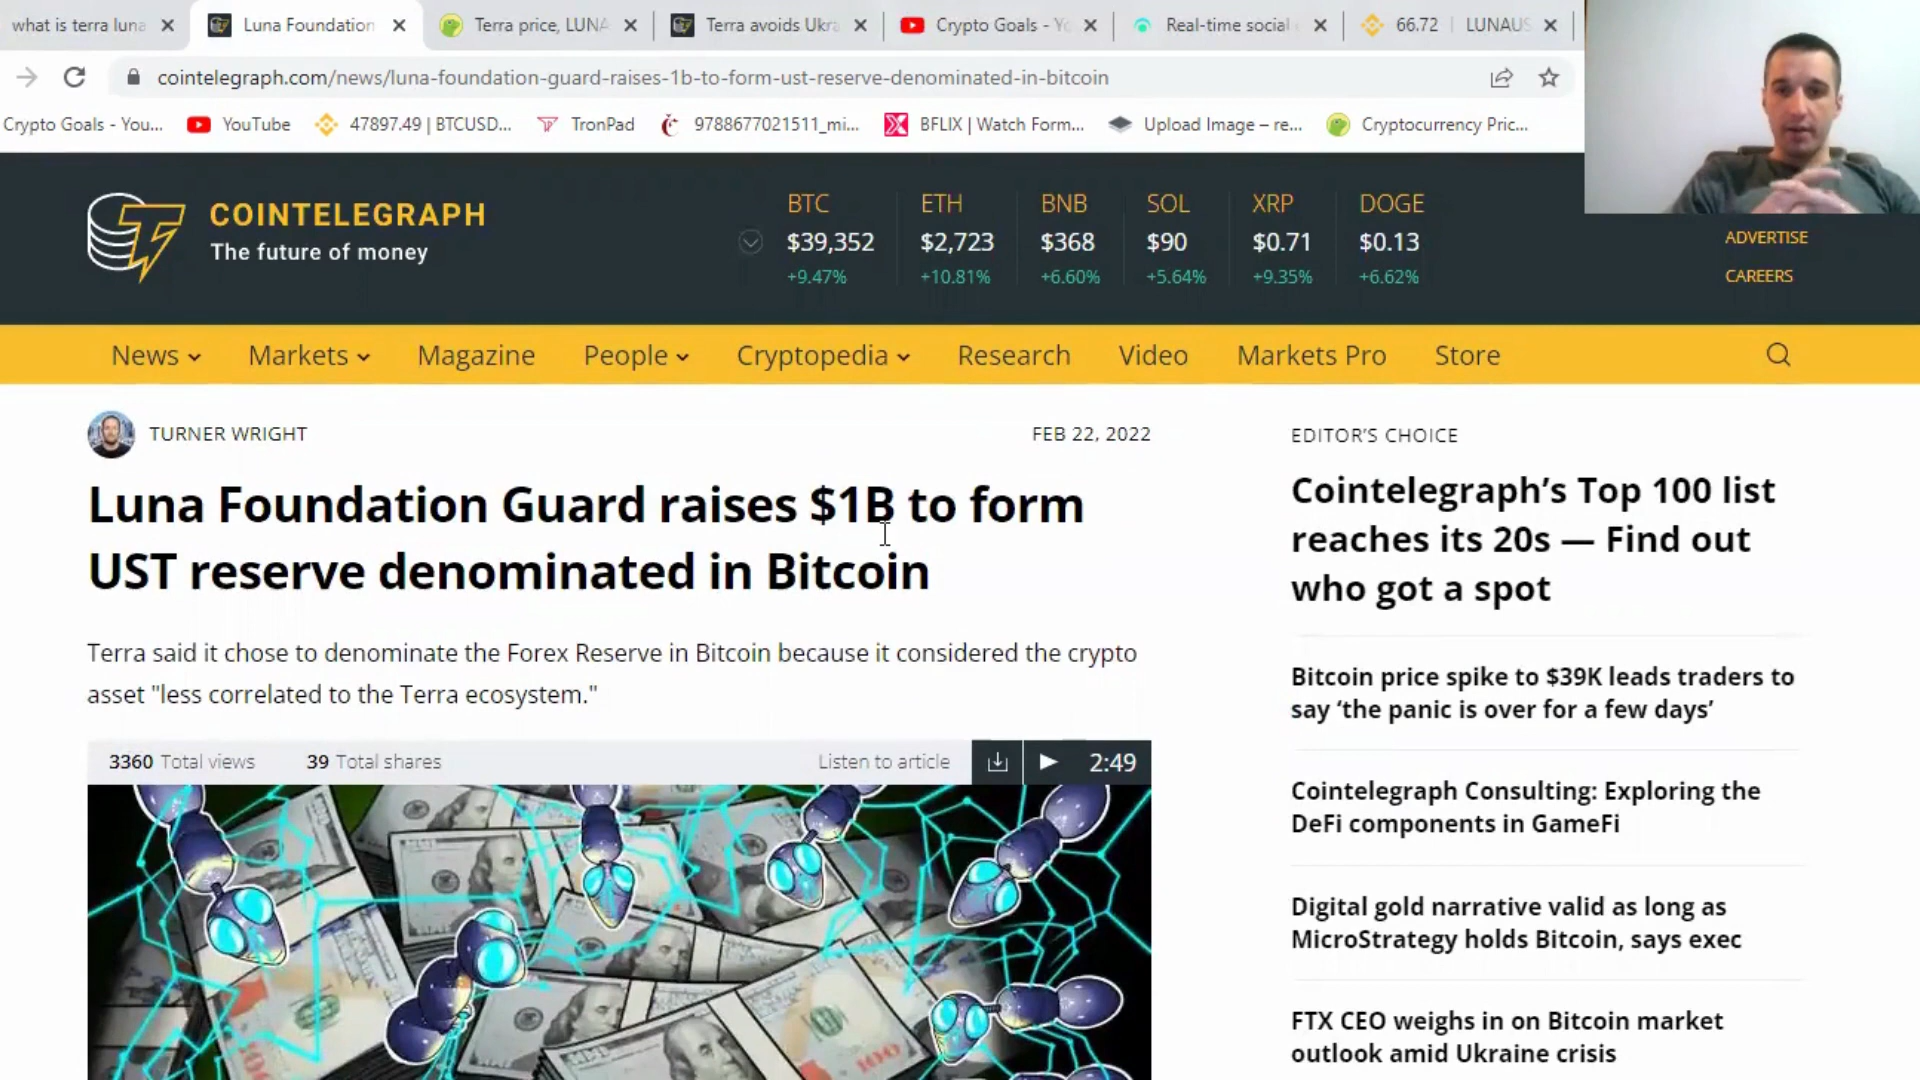 what is terra luna
Luna Foundation
Terra price, LUNA
Terra avoids Ukra
Crypto Goals - Yo
Real-time social
66.72 | LUNAUS
cointelegraph.com/news/luna-foundation-guard-raises-1b-to-form-ust-reserve-denominated-in-bitcoin
Crypto Goals - You...
YouTube
47897.49 | BTCUSD...
TronPad
9788677021511_mi...
BFLIX | Watch Form...
Upload Image – re...
Cryptocurrency Pric...
COINTELEGRAPH
The future of money
BTC ETH BNB SOL XRP DOGE
$39,352 $2,723 $368 $90 $0.71 $0.13
+9.47% +10.81% +6.60% +5.64% +9.35% +6.62%
ADVERTISE
CAREERS
News Markets Magazine People Cryptopedia Research Video Markets Pro Store
TURNER WRIGHT
FEB 22, 2022
Luna Foundation Guard raises $1B to form
UST reserve denominated in Bitcoin
Terra said it chose to denominate the Forex Reserve in Bitcoin because it considered the crypto
asset "less correlated to the Terra ecosystem."
3360 Total views 39 Total shares
Listen to article 2:49
EDITOR'S CHOICE
Cointelegraph's Top 100 list
reaches its 20s — Find out
who got a spot
Bitcoin price spike to $39K leads traders to
say ‘the panic is over for a few days’
Cointelegraph Consulting: Exploring the
DeFi components in GameFi
Digital gold narrative valid as long as
MicroStrategy holds Bitcoin, says exec
FTX CEO weighs in on Bitcoin market
outlook amid Ukraine crisis